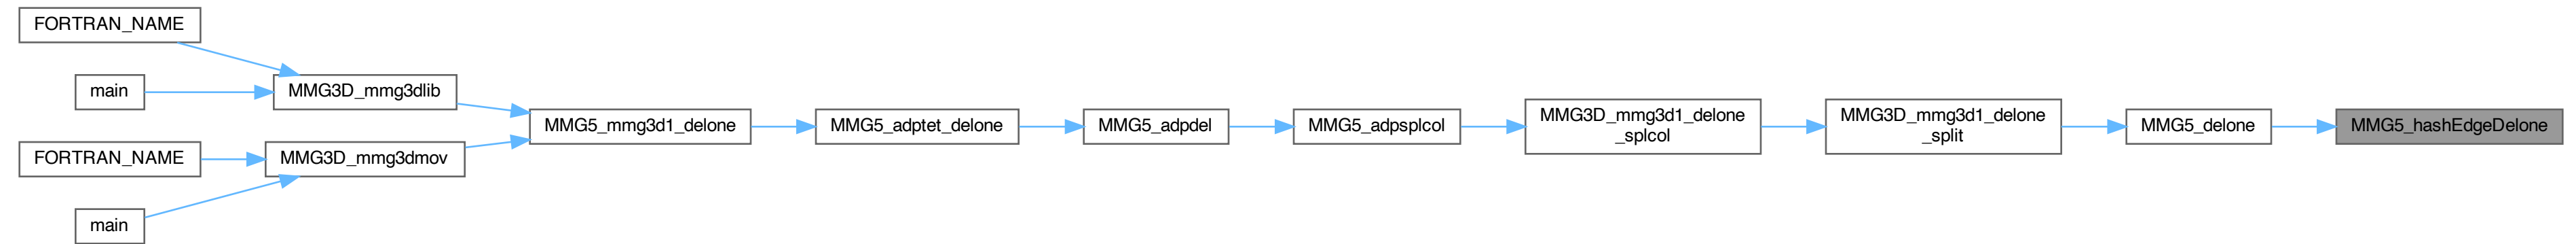 FORTRAN_NAME
main
MMG3D_mmg3dlib
FORTRAN_NAME
MMG3D_mmg3dmov
main
MMG5_mmg3d1_delone
MMG5_adptet_delone
MMG5_adpdel
MMG5_adpsplcol
MMG3D_mmg3d1_delone
_splcol
MMG3D_mmg3d1_delone
_split
MMG5_delone
MMG5_hashEdgeDelone